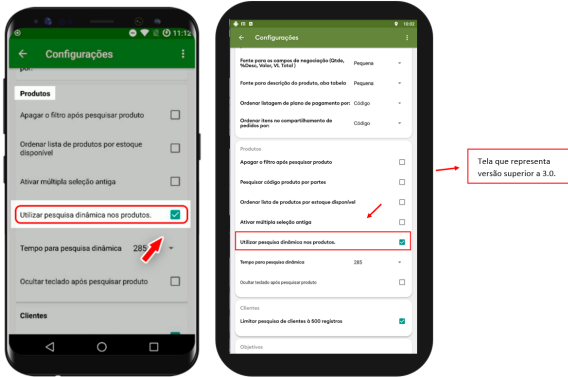 11:12
Configurações
por:
Produtos
Apagar o filtro após pesquisar produto
Ordenar lista de produtos por estoque
disponível
Ativar múltipla seleção antiga
Utilizar pesquisa dinâmica nos produtos.
Tempo para pesquisa dinâmica 285
Ocultar teclado após pesquisar produto
Clientes
16:02
Configurações
Fonte para os campos de negociação (Qtde,
%Desc, Valor, Vl. Total ) Pequena
Fonte para descrição do produto, aba tabela Pequena
Ordenar listagem de plano de pagamento por: Código
Ordenar itens no compartilhamento de
pedidos por: Código
Produtos
Apagar o filtro após pesquisar produto
Pesquisar código produto por partes
Ordenar lista de produtos por estoque disponível
Ativar múltipla seleção antiga
Utilizar pesquisa dinâmica nos produtos.
Tempo para pesquisa dinâmica 285
Ocultar teclado após pesquisar produto
Clientes
Limitar pesquisa de clientes à 500 registros
Objetivos
Tela que representa
versão superior a 3.0.